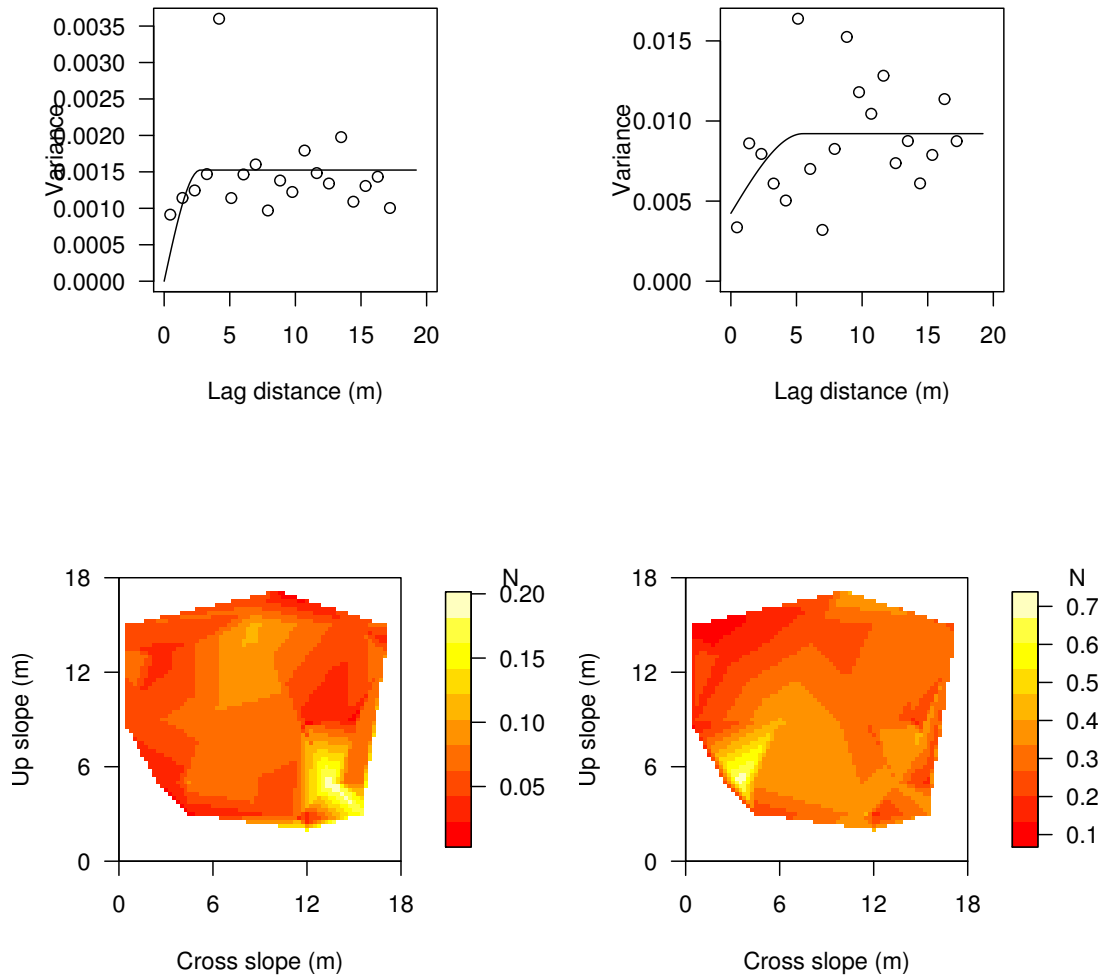 0.0035
0.0030
0.0025
0.0020
0.0015
0.0010
0.0005
0.0000
Variance
0 5 10 15 20
Lag distance (m)
0.015
0.010
0.005
0.000
Variance
0 5 10 15 20
Lag distance (m)
18
12
6
0
Up slope (m)
0 6 12 18
Cross slope (m)
N
0.20
0.15
0.10
0.05
18
12
6
0
Up slope (m)
0 6 12 18
Cross slope (m)
N
0.7
0.6
0.5
0.4
0.3
0.2
0.1